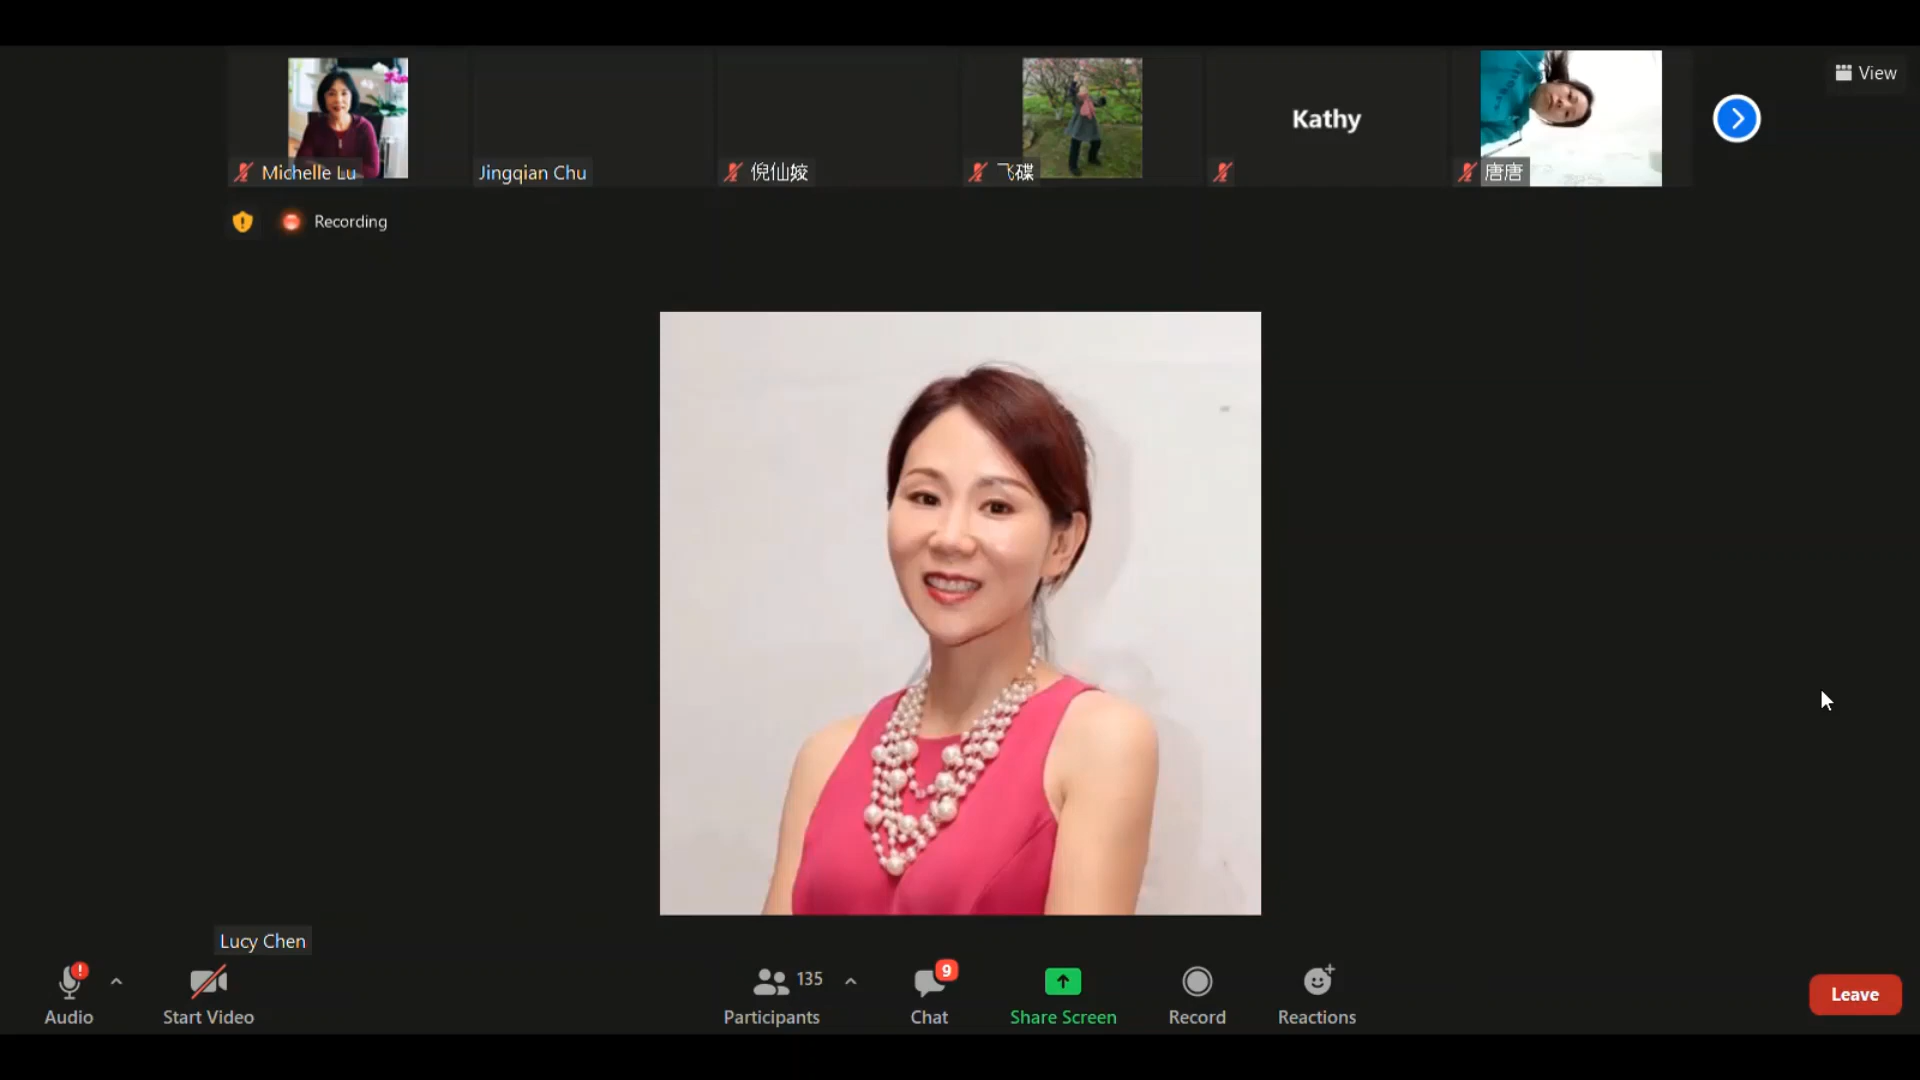 View
Michelle Lu
Jingqian Chu
倪仙姣
飞碟
Kathy
唐唐
Recording
Lucy Chen
Audio
Start Video
135
Participants
9
Chat
Share Screen
Record
Reactions
Leave